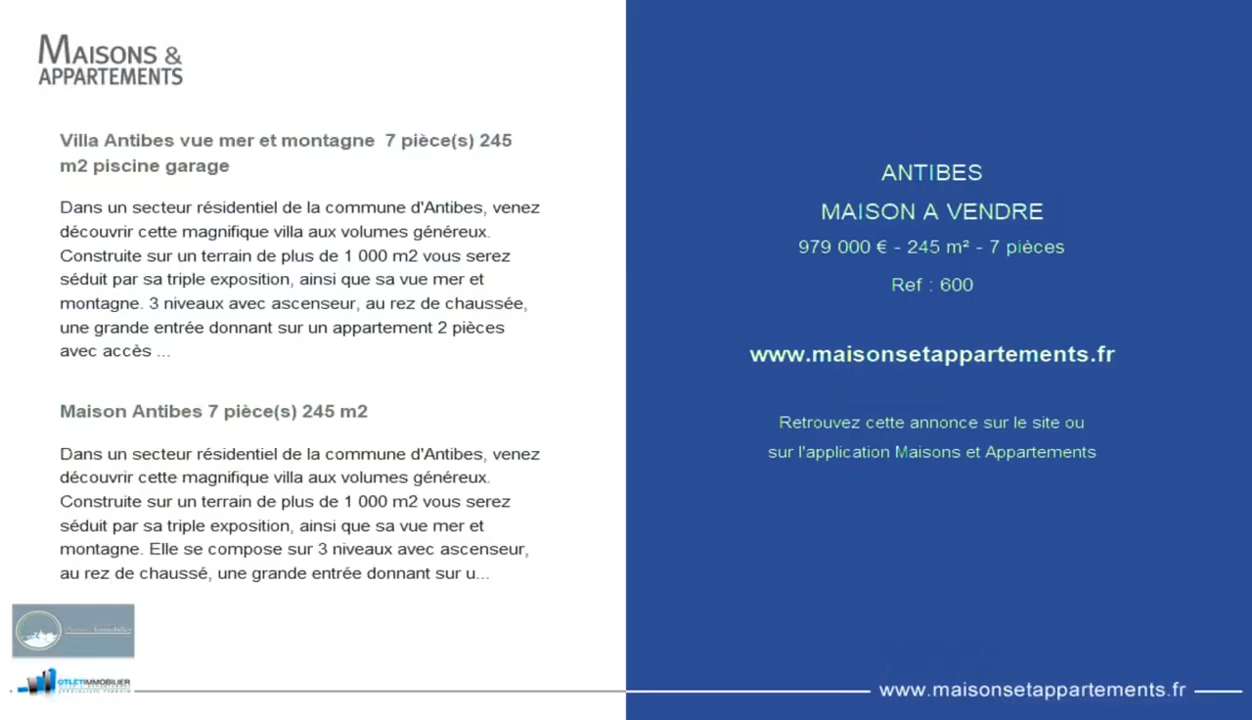 MAISONS &
APPARTEMENTS
Villa Antibes vue mer et montagne 7 pièce(s) 245
m2 piscine garage
Dans un secteur résidentiel de la commune d'Antibes, venez
découvrir cette magnifique villa aux volumes généreux.
Construite sur un terrain de plus de 1 000 m2 vous serez
séduit par sa triple exposition, ainsi que sa vue mer et
montagne. 3 niveaux avec ascenseur, au rez de chaussée,
une grande entrée donnant sur un appartement 2 pièces
avec accès ...
Maison Antibes 7 pièce(s) 245 m2
Dans un secteur résidentiel de la commune d'Antibes, venez
découvrir cette magnifique villa aux volumes généreux.
Construite sur un terrain de plus de 1 000 m2 vous serez
séduit par sa triple exposition, ainsi que sa vue mer et
montagne. Elle se compose sur 3 niveaux avec ascenseur,
au rez de chaussé, une grande entrée donnant sur u...
Immobilier
OTLETIMMOBILIER
ANTIBES
MAISON A VENDRE
979 000 € - 245 m² - 7 pièces
Ref : 600
www.maisonsetappartements.fr
Retrouvez cette annonce sur le site ou
sur l'application Maisons et Appartements
www.maisonsetappartements.fr